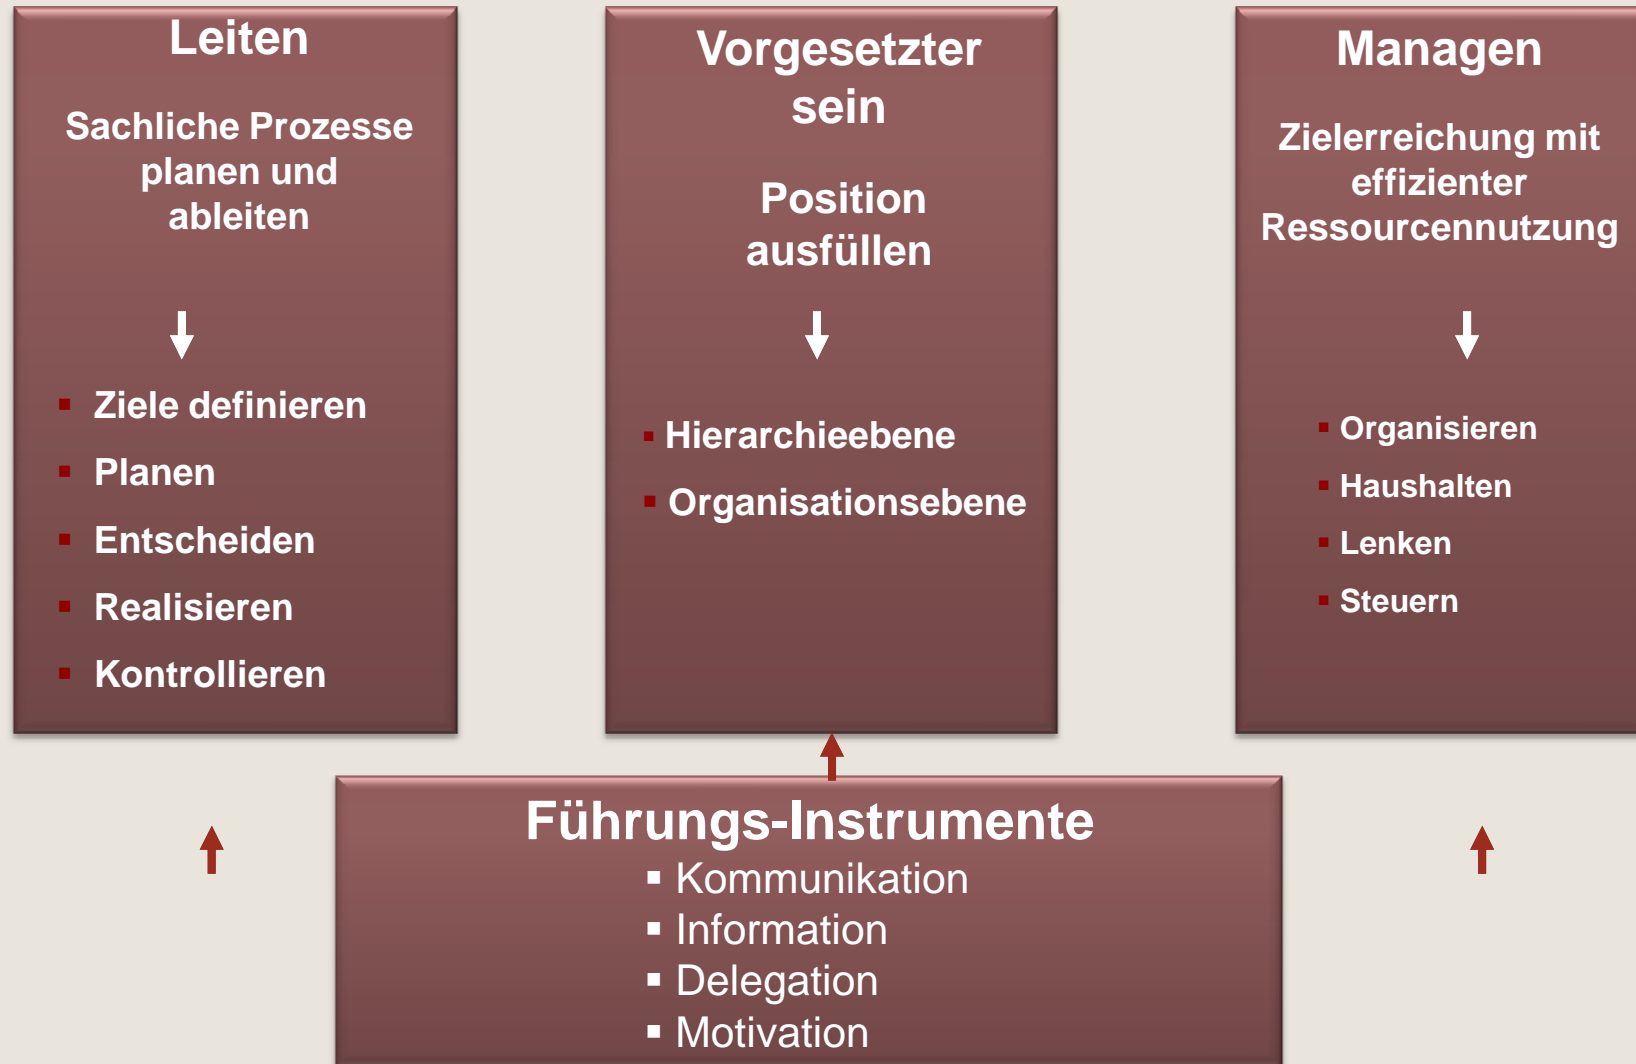 Leiten
Sachliche Prozesse
planen und
ableiten
▪ Ziele definieren
▪ Planen
▪ Entscheiden
▪ Realisieren
▪ Kontrollieren
Vorgesetzter
sein
Position
ausfüllen
▪ Hierarchieebene
▪ Organisationsebene
Managen
Zielerreichung mit
effizienter
Ressourcennutzung
▪ Organisieren
▪ Haushalten
▪ Lenken
▪ Steuern
Führungs-Instrumente
▪ Kommunikation
▪ Information
▪ Delegation
▪ Motivation